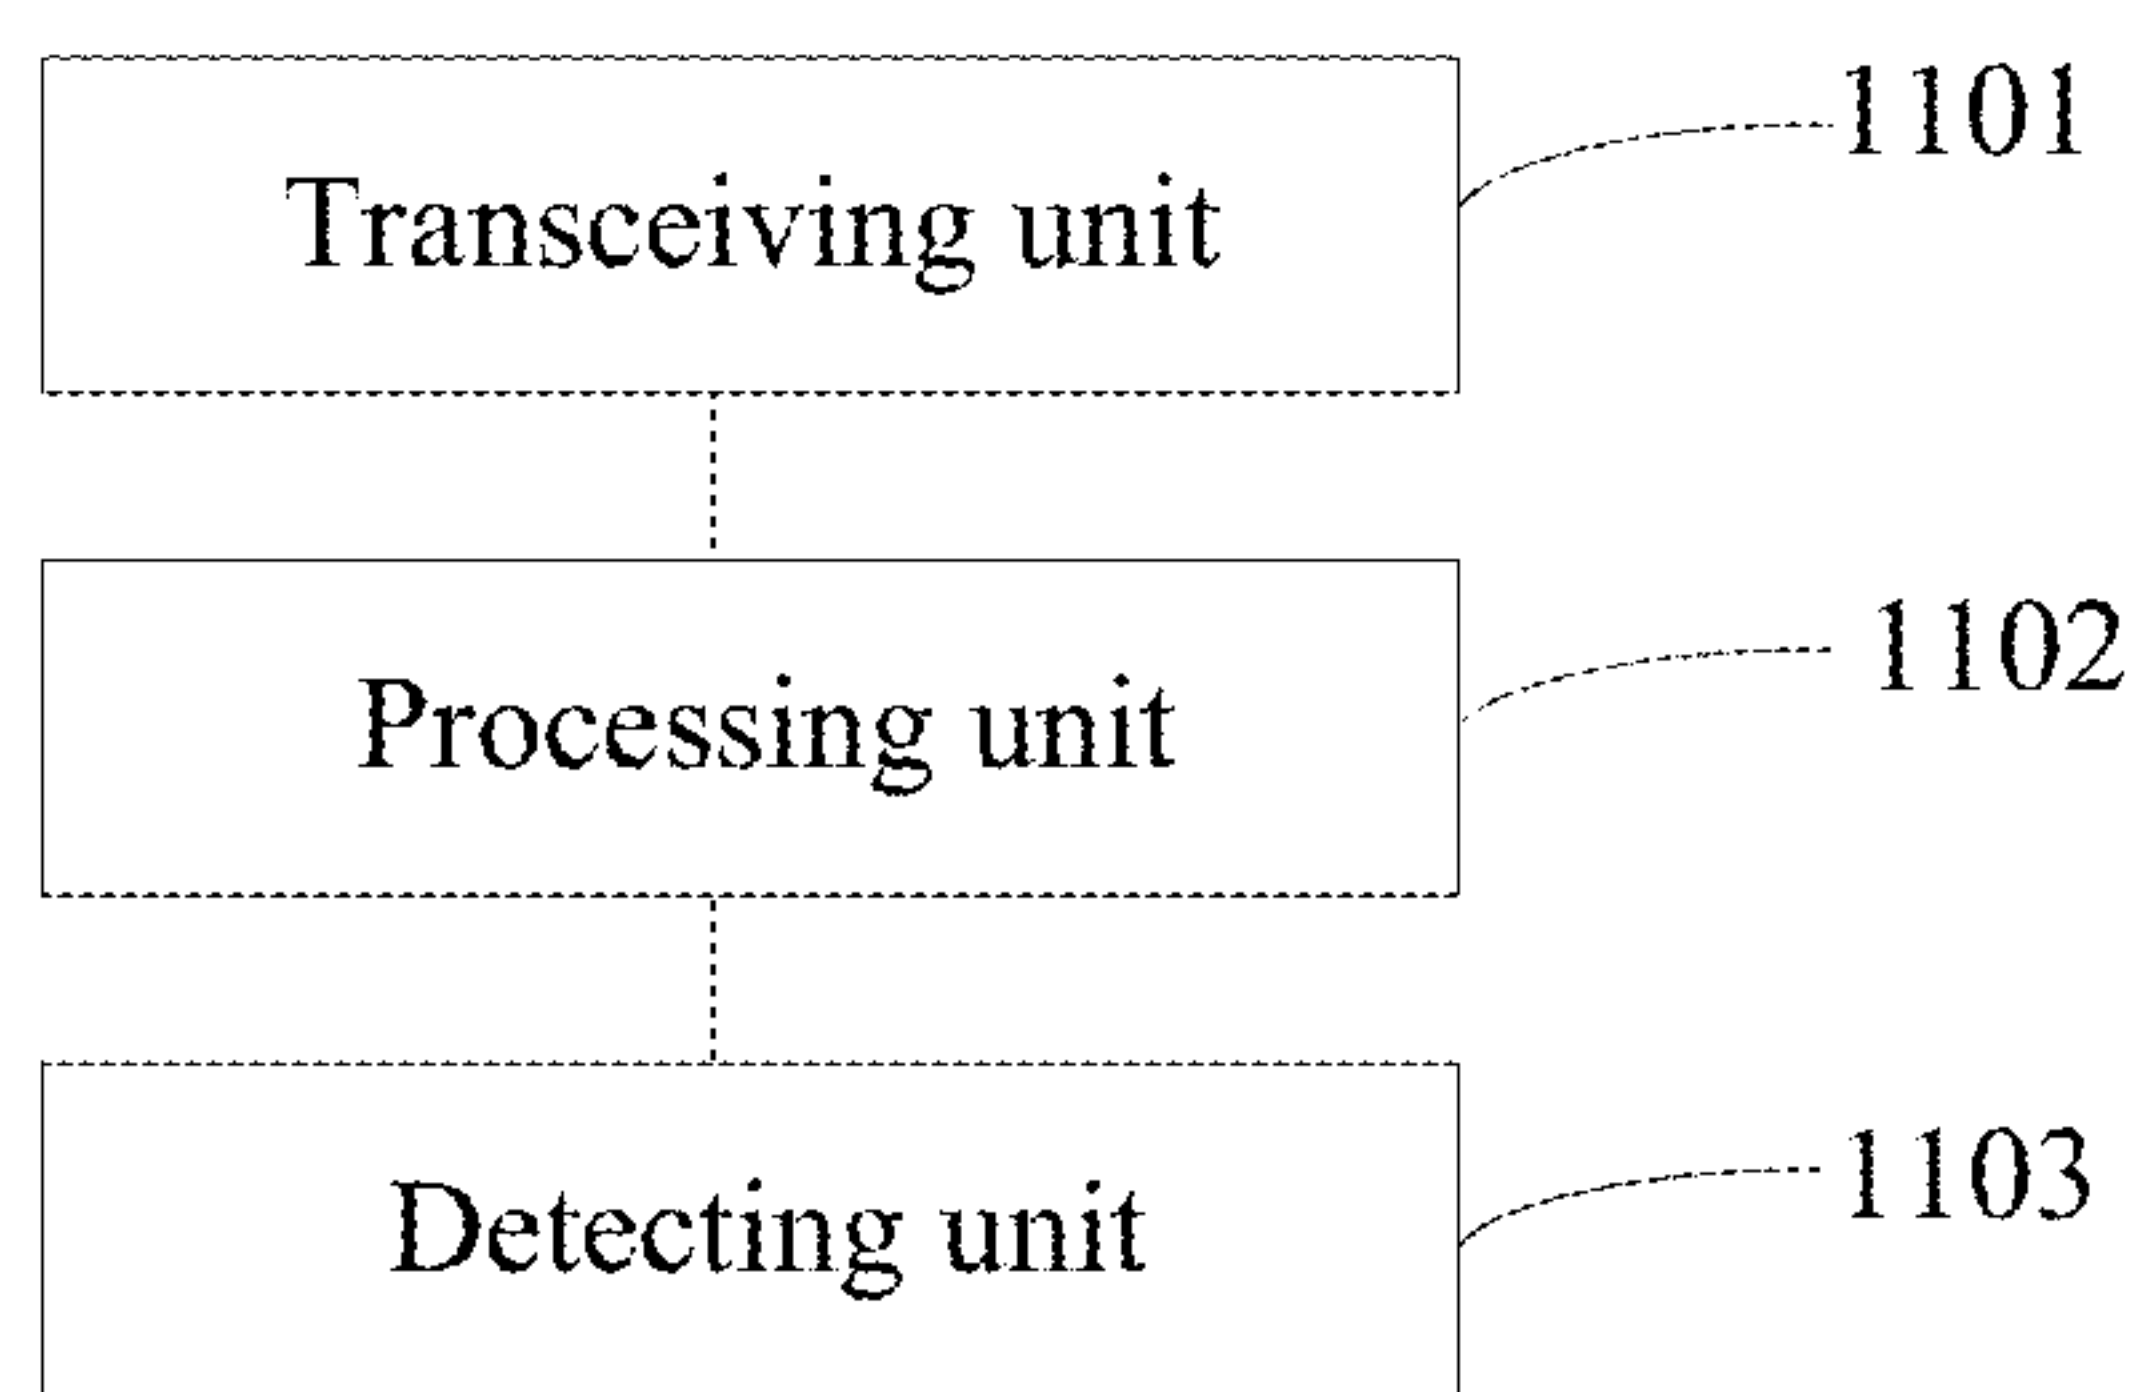 Transceiving unit 1101
Processing unit 1102
Detecting unit 1103